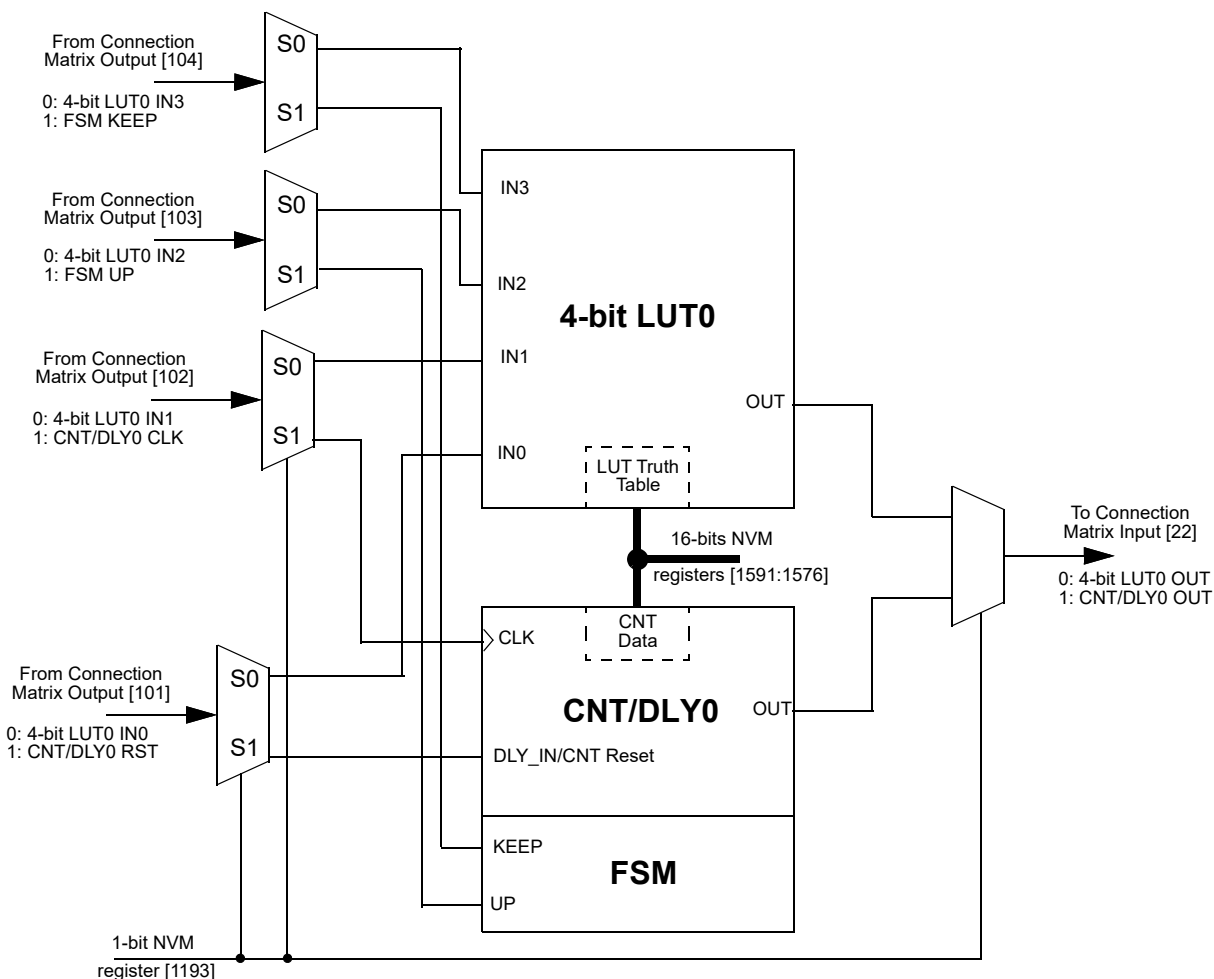 From Connection
Matrix Output [104]
0: 4-bit LUT0 IN3
1: FSM KEEP
S0
S1
From Connection
Matrix Output [103]
0: 4-bit LUT0 IN2
1: FSM UP
S0
S1
From Connection
Matrix Output [102]
0: 4-bit LUT0 IN1
1: CNT/DLY0 CLK
S0
S1
From Connection
Matrix Output [101]
0: 4-bit LUT0 IN0
1: CNT/DLY0 RST
S0
S1
IN3
IN2
IN1
IN0
4-bit LUT0
OUT
LUT Truth
Table
16-bits NVM
registers [1591:1576]
CNT
Data
CLK
CNT/DLY0
OUT
DLY_IN/CNT Reset
KEEP
FSM
UP
To Connection
Matrix Input [22]
0: 4-bit LUT0 OUT
1: CNT/DLY0 OUT
1-bit NVM
register [1193]